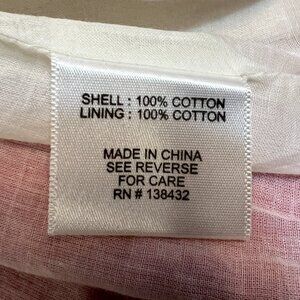 SHELL : 100% COTTON
LINING : 100% COTTON
MADE IN CHINA
SEE REVERSE
FOR CARE
RN # 138432